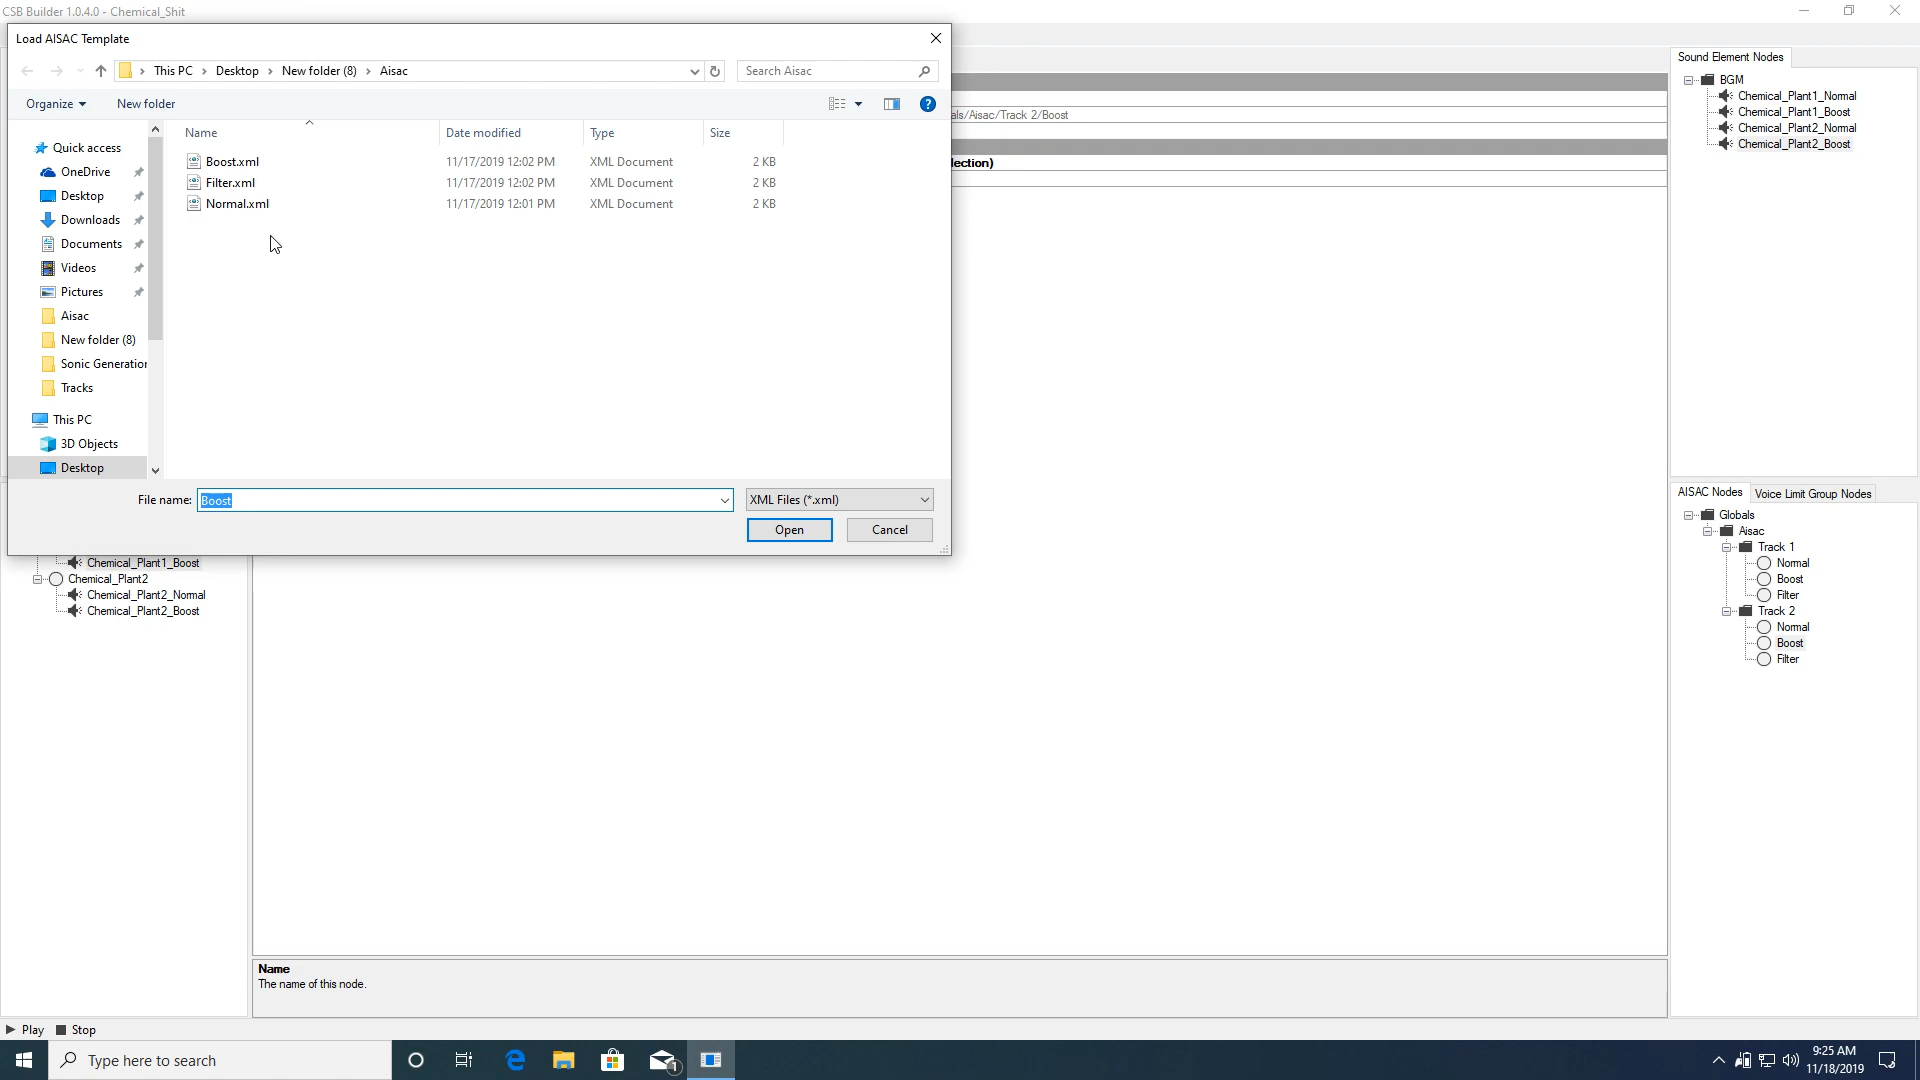 CSB Builder 1.0.4.0 - Chemical_Shit
Load AISAC Template
This PC > Desktop > New folder (8) > Aisac
Search Aisac
Organize
New folder
Name
Date modified
Type
Size
Boost.xml 11/17/2019 12:02 PM XML Document 2 KB
Filter.xml 11/17/2019 12:02 PM XML Document 2 KB
Normal.xml 11/17/2019 12:01 PM XML Document 2 KB
Quick access
OneDrive
Desktop
Downloads
Documents
Videos
Pictures
Aisac
New folder (8)
Sonic Generation
Tracks
This PC
3D Objects
Desktop
File name: Boost
XML Files (*.xml)
Open
Cancel
als/Aisac/Track 2/Boost
lection)
Chemical_Plant1_Boost
Chemical_Plant2
Chemical_Plant2_Normal
Chemical_Plant2_Boost
Sound Element Nodes
BGM
Chemical_Plant1_Normal
Chemical_Plant1_Boost
Chemical_Plant2_Normal
Chemical_Plant2_Boost
AISAC Nodes
Voice Limit Group Nodes
Globals
Aisac
Track 1
Normal
Boost
Filter
Track 2
Normal
Boost
Filter
Name
The name of this node.
Play
Stop
Type here to search
1
9:25 AM
11/18/2019